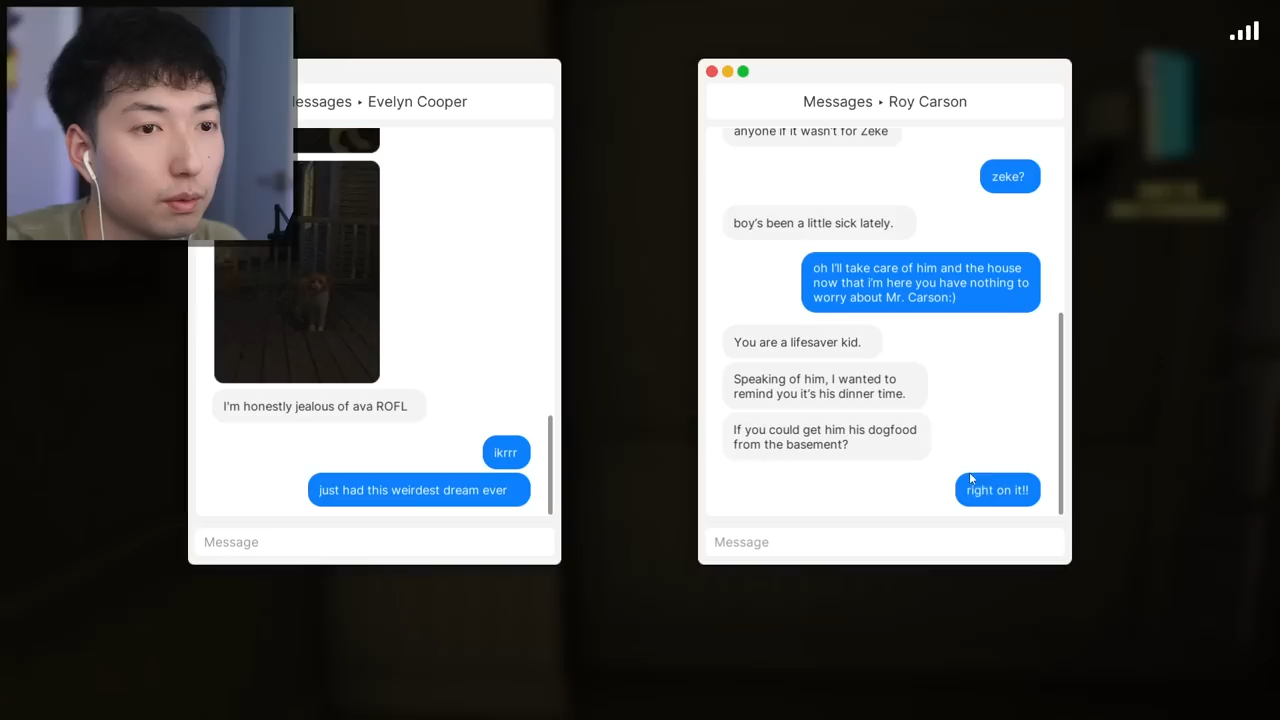 essages ▸ Evelyn Cooper
I'm honestly jealous of ava ROFL
ikrrr
just had this weirdest dream ever
Message
Messages ▸ Roy Carson
anyone if it wasn't for Zeke
zeke?
boy's been a little sick lately.
oh I'll take care of him and the house
now that i'm here you have nothing to
worry about Mr. Carson:)
You are a lifesaver kid.
Speaking of him, I wanted to
remind you it's his dinner time.
If you could get him his dogfood
from the basement?
right on it!!
Message